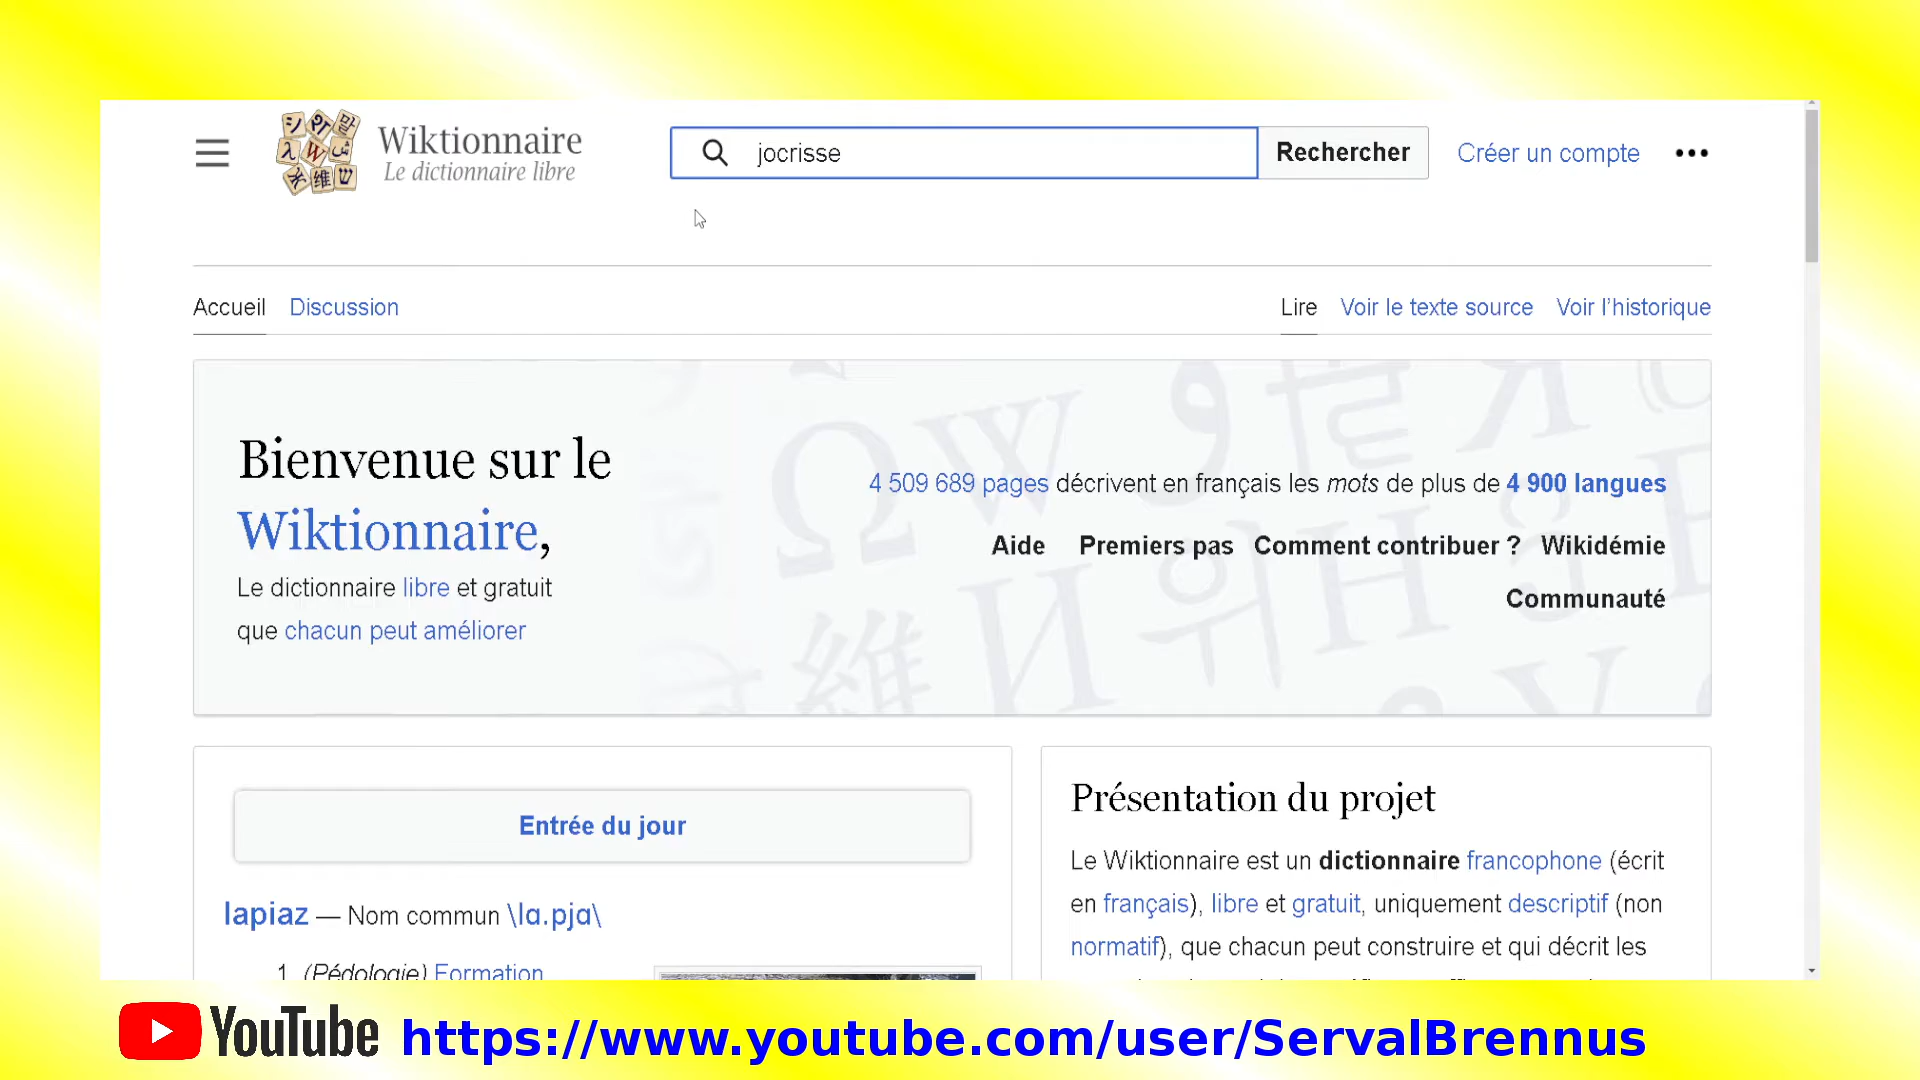 Wiktionnaire
Le dictionnaire libre
jocrisse
Rechercher
Créer un compte
Accueil
Discussion
Lire
Voir le texte source
Voir l’historique
Bienvenue sur le
Wiktionnaire,
Le dictionnaire libre et gratuit
que chacun peut améliorer
4 509 689 pages décrivent en français les mots de plus de 4 900 langues
Aide Premiers pas Comment contribuer ? Wikidémie
Communauté
Entrée du jour
lapiaz — Nom commun \la.pja\
1. (Pédologie) Formation
Présentation du projet
Le Wiktionnaire est un dictionnaire francophone (écrit
en français), libre et gratuit, uniquement descriptif (non
normatif), que chacun peut construire et qui décrit les
YouTube https://www.youtube.com/user/ServalBrennus